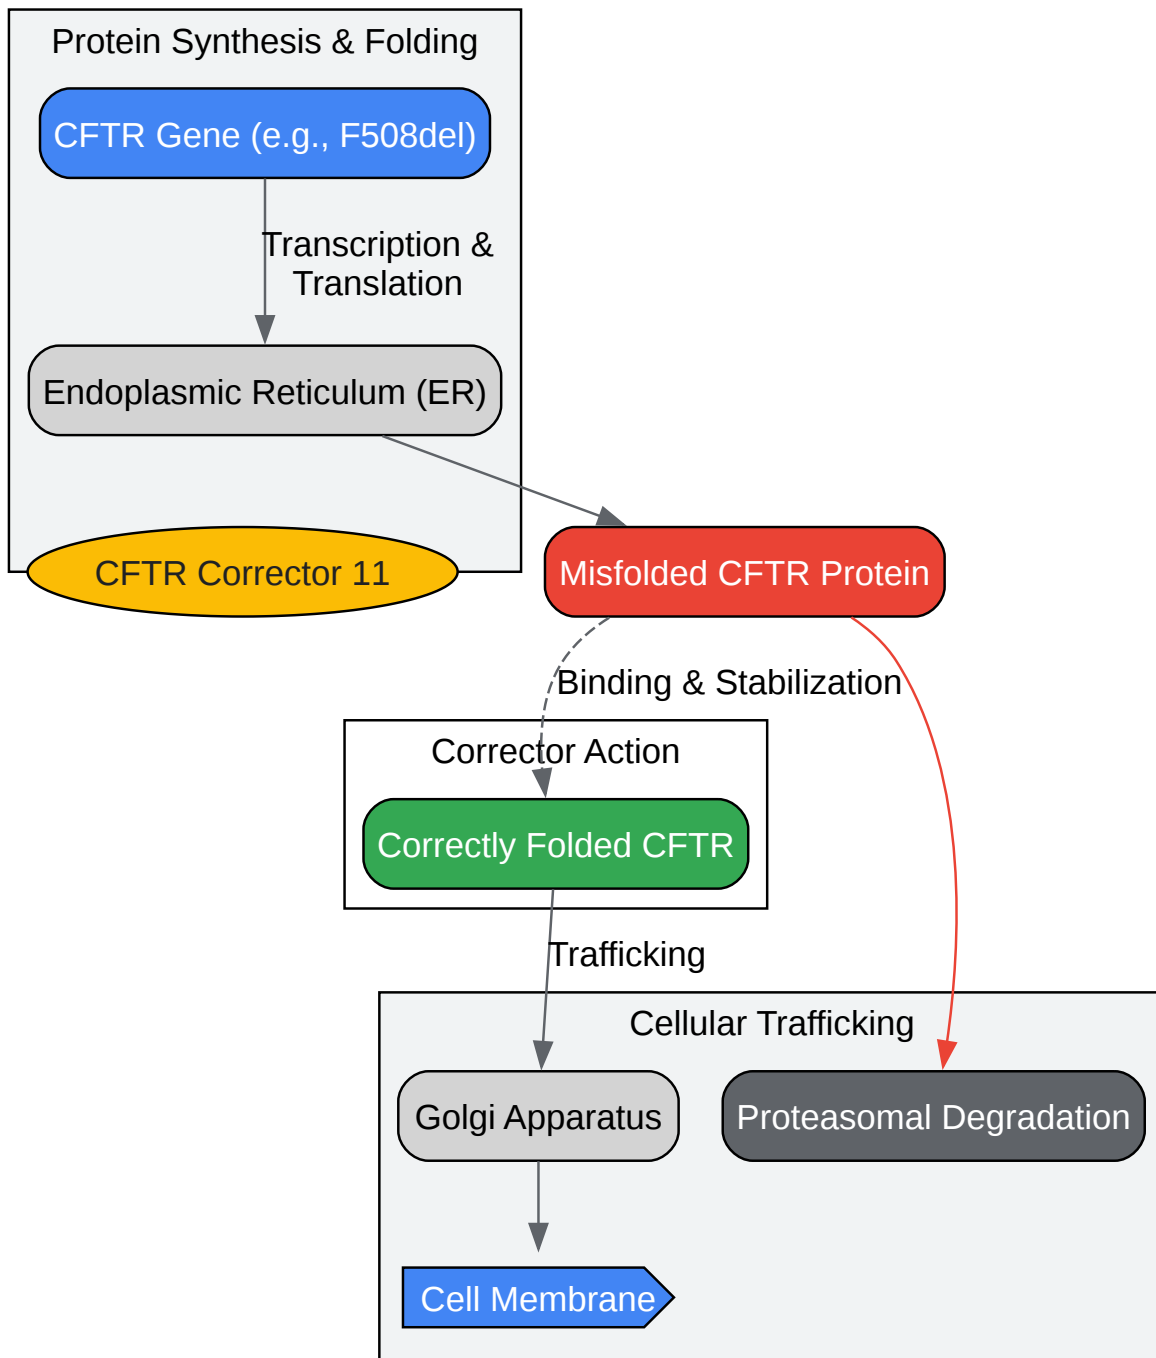 Protein Synthesis & Folding
CFTR Gene (e.g., F508del)
Transcription &
Translation
Endoplasmic Reticulum (ER)
CFTR Corrector 11
Misfolded CFTR Protein
Binding & Stabilization
Corrector Action
Correctly Folded CFTR
Trafficking
Cellular Trafficking
Golgi Apparatus
Proteasomal Degradation
Cell Membrane